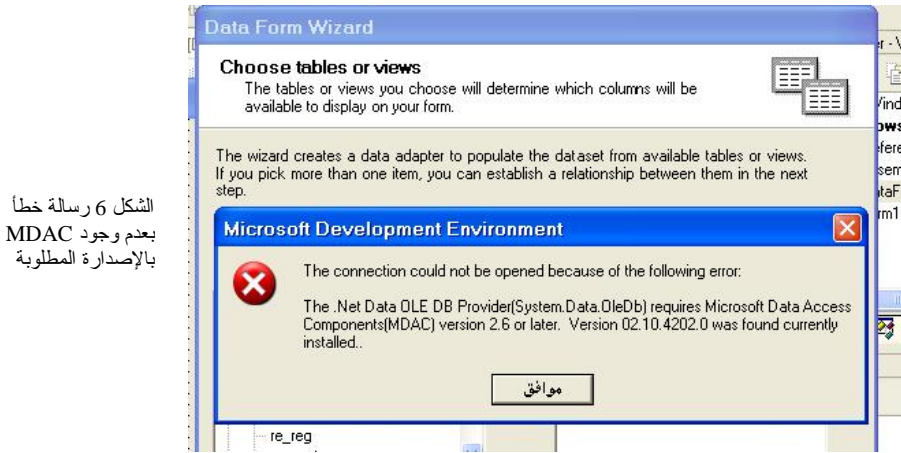 Data Form Wizard
Choose tables or views
The tables or views you choose will determine which columns will be
available to display on your form.
The wizard creates a data adapter to populate the dataset from available tables or views.
If you pick more than one item, you can establish a relationship between them in the next
step.
الشكل 6 رسالة خطأ
بعدم وجود MDAC
بالإصدارة المطلوبة
Microsoft Development Environment
The connection could not be opened because of the following error:
The .Net Data OLE DB Provider(System.Data.OleDb) requires Microsoft Data Access
Components(MDAC) version 2.6 or later. Version 02.10.4202.0 was found currently
installed..
موافق
re_reg